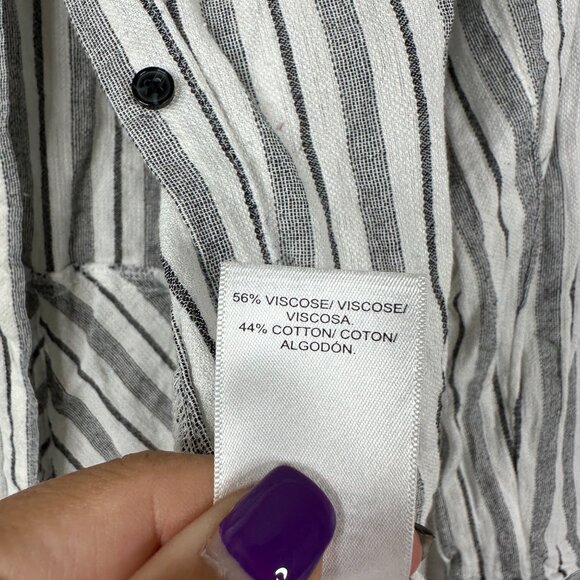 56% VISCOSE/ VISCOSE/
VISCOSA.
44% COTTON/ COTON/
ALGODÓN.